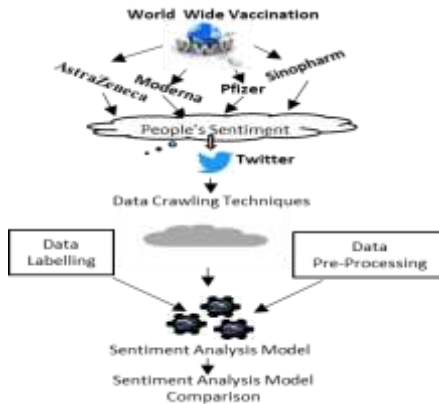 World Wide Vaccination
AstraZeneca
Moderna
Pfizer
Sinopharm
People's Sentiment
Twitter
Data Crawling Techniques
Data
Labelling
Data
Pre-Processing
Sentiment Analysis Model
Sentiment Analysis Model
Comparison